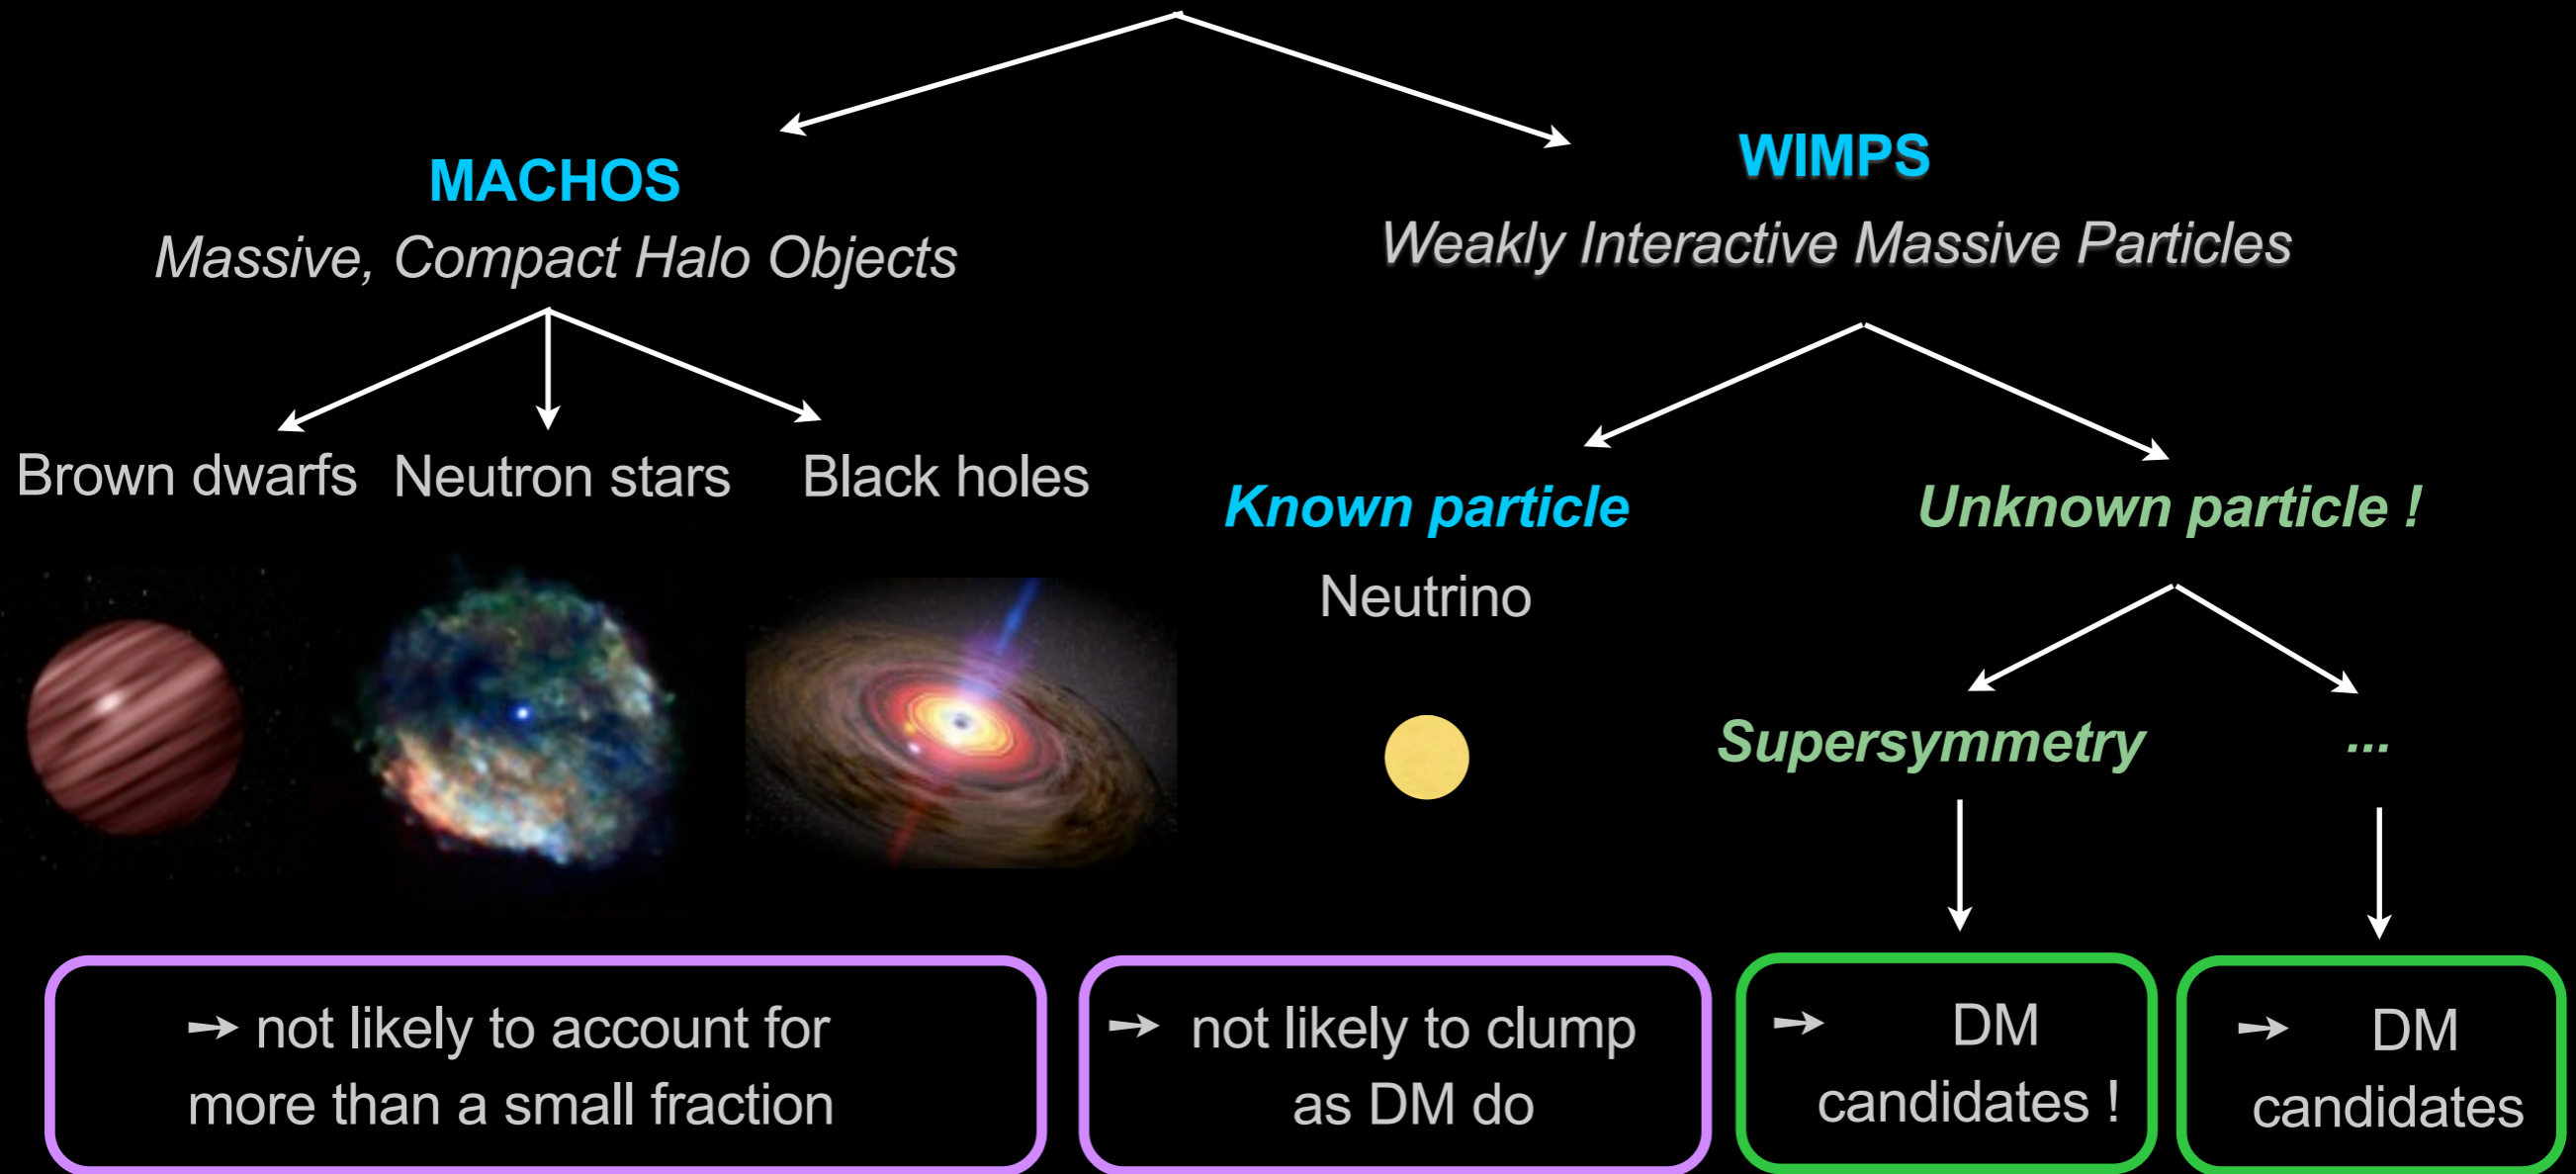 MACHOS
Massive, Compact Halo Objects
WIMPS
Weakly Interactive Massive Particles
Brown dwarfs
Neutron stars
Black holes
Known particle
Neutrino
Unknown particle !
Supersymmetry
...
➙ not likely to account for
more than a small fraction
➙ not likely to clump
as DM do
➙ DM
candidates !
➙ DM
candidates